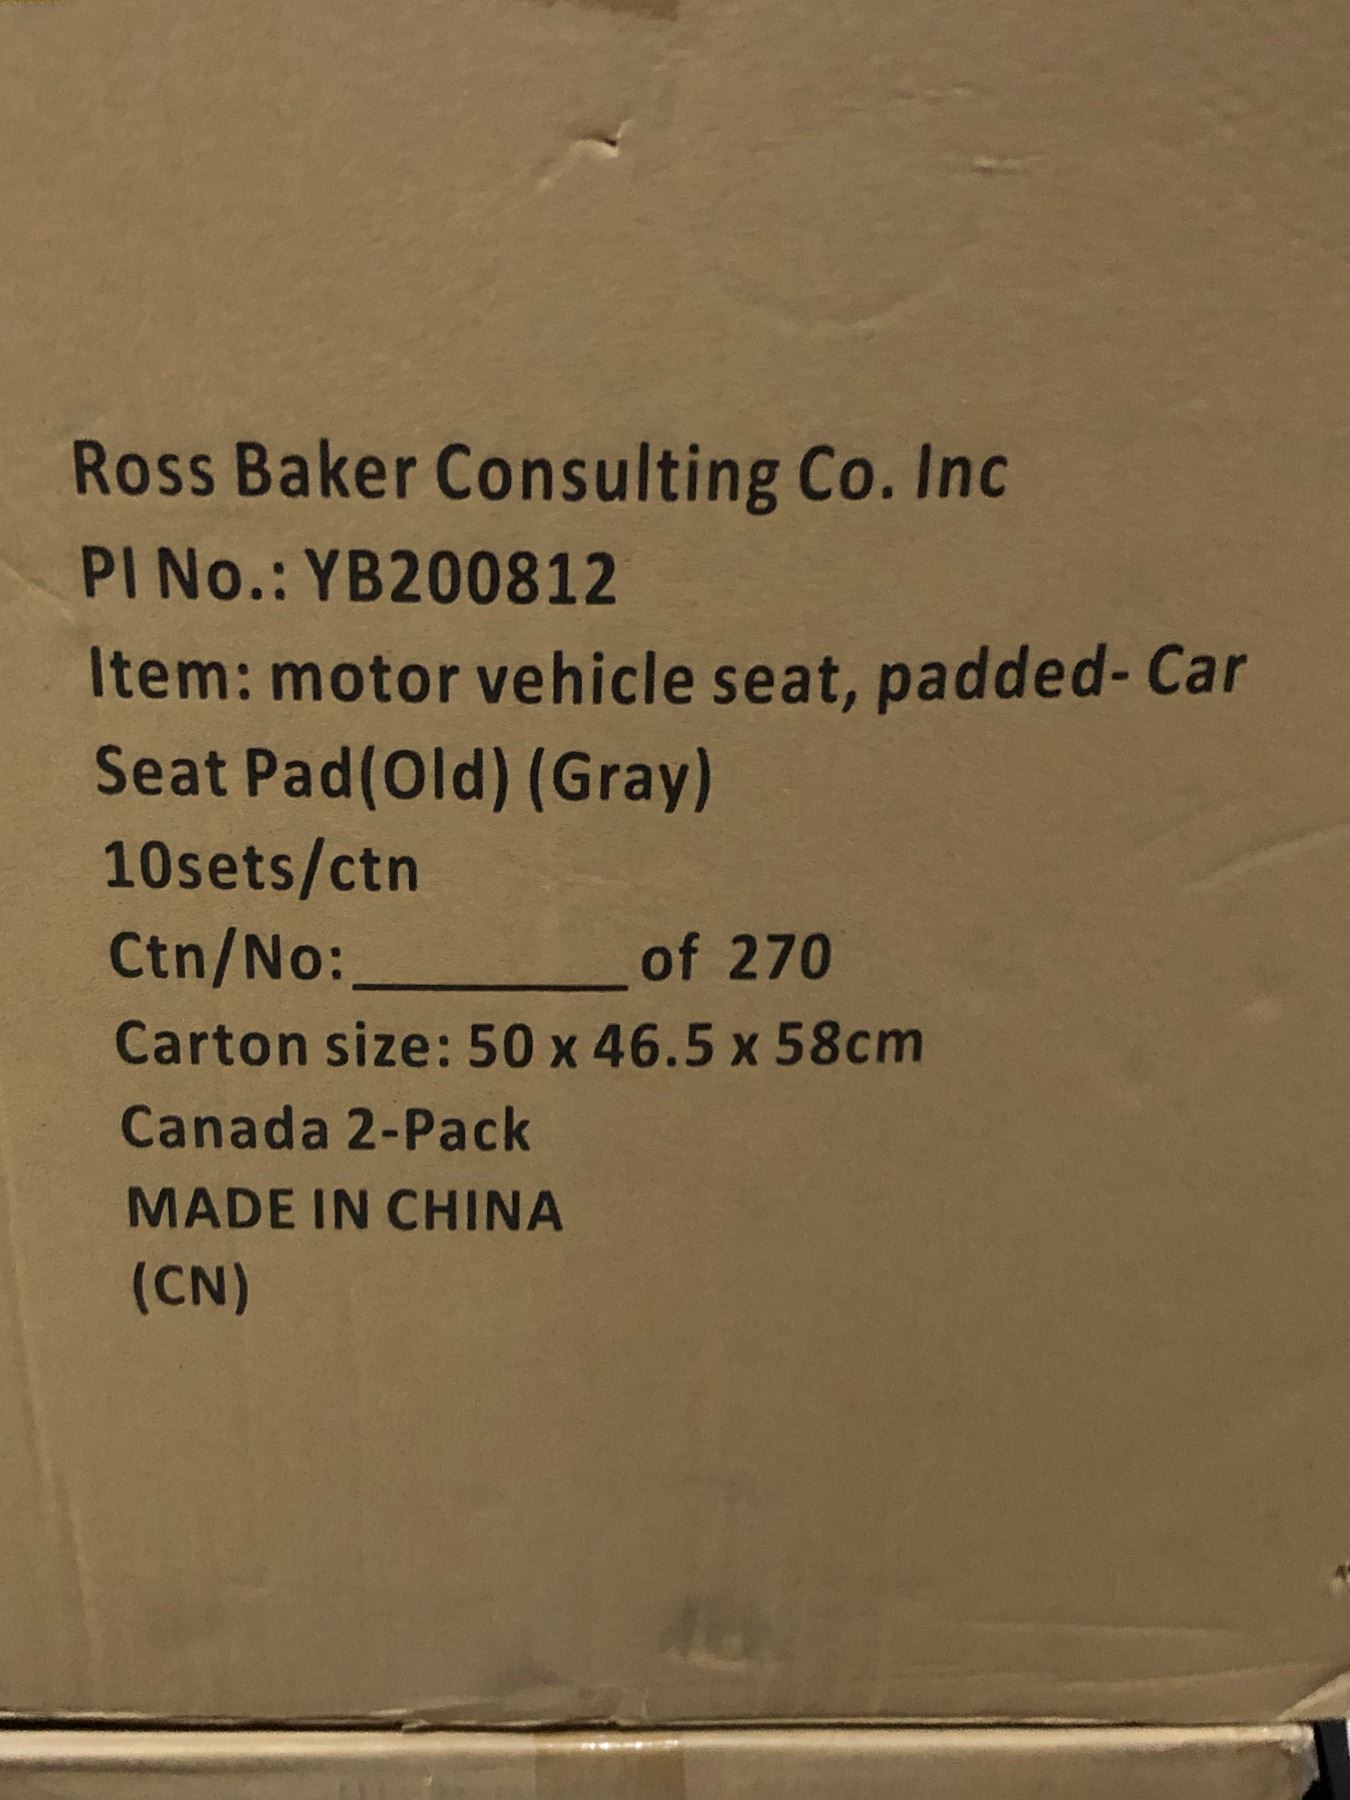 Ross Baker Consulting Co. Inc
PI No.: YB200812
Item: motor vehicle seat, padded- Car
Seat Pad(Old) (Gray)
10sets/ctn
Ctn/No:________ of 270
Carton size: 50 x 46.5 x 58cm
Canada 2-Pack
MADE IN CHINA
(CN)